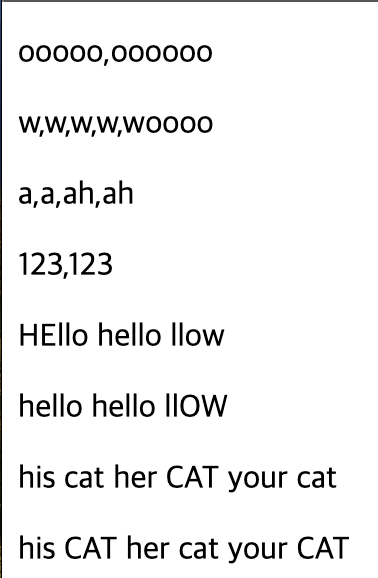 ooooo,oooooo
w,w,w,w,woooo
a,a,ah,ah
123,123
HEllo hello llow
hello hello llOW
his cat her CAT your cat
his CAT her cat your CAT